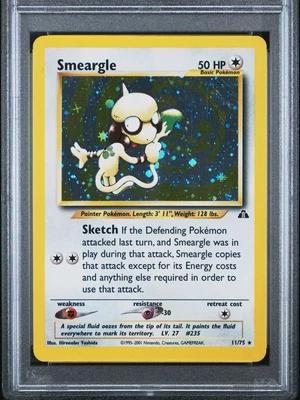 Smeargle
50 HP
Basic Pokémon
Painter Pokémon. Length: 3' 11", Weight: 128 lbs.
Sketch If the Defending Pokémon
attacked last turn, and Smeargle was in
play during that attack, Smeargle copies
that attack except for its Energy costs
and anything else required in order to
use that attack.
weakness
resistance
retreat cost
-30
A special fluid oozes from the tip of its tail. It paints the fluid
everywhere to mark its territory. LV. 27 #235
Illus. Hironobu Yoshida
©1995-2001 Nintendo, Creatures, GAMEFREAK.
11/75 ★